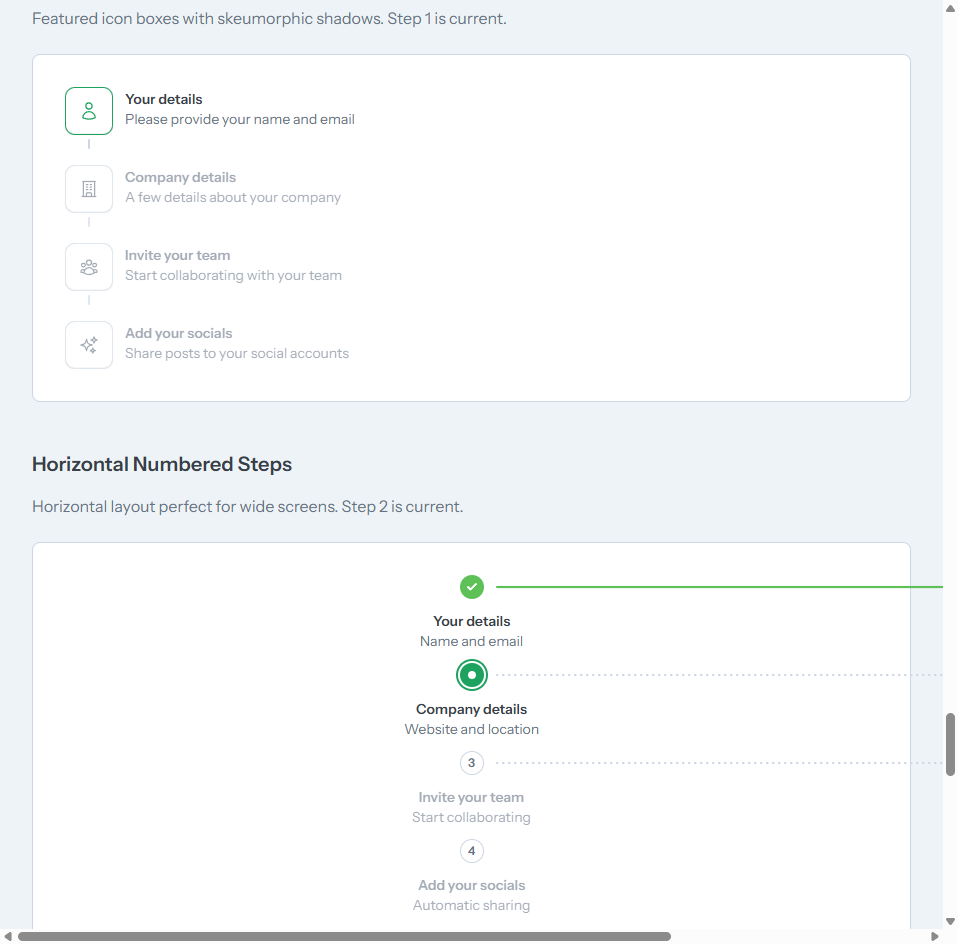 Featured icon boxes with skeumorphic shadows. Step 1 is current.
Your details
Please provide your name and email
Company details
A few details about your company
Invite your team
Start collaborating with your team
Add your socials
Share posts to your social accounts
Horizontal Numbered Steps
Horizontal layout perfect for wide screens. Step 2 is current.
Your details
Name and email
Company details
Website and location
3
Invite your team
Start collaborating
4
Add your socials
Automatic sharing